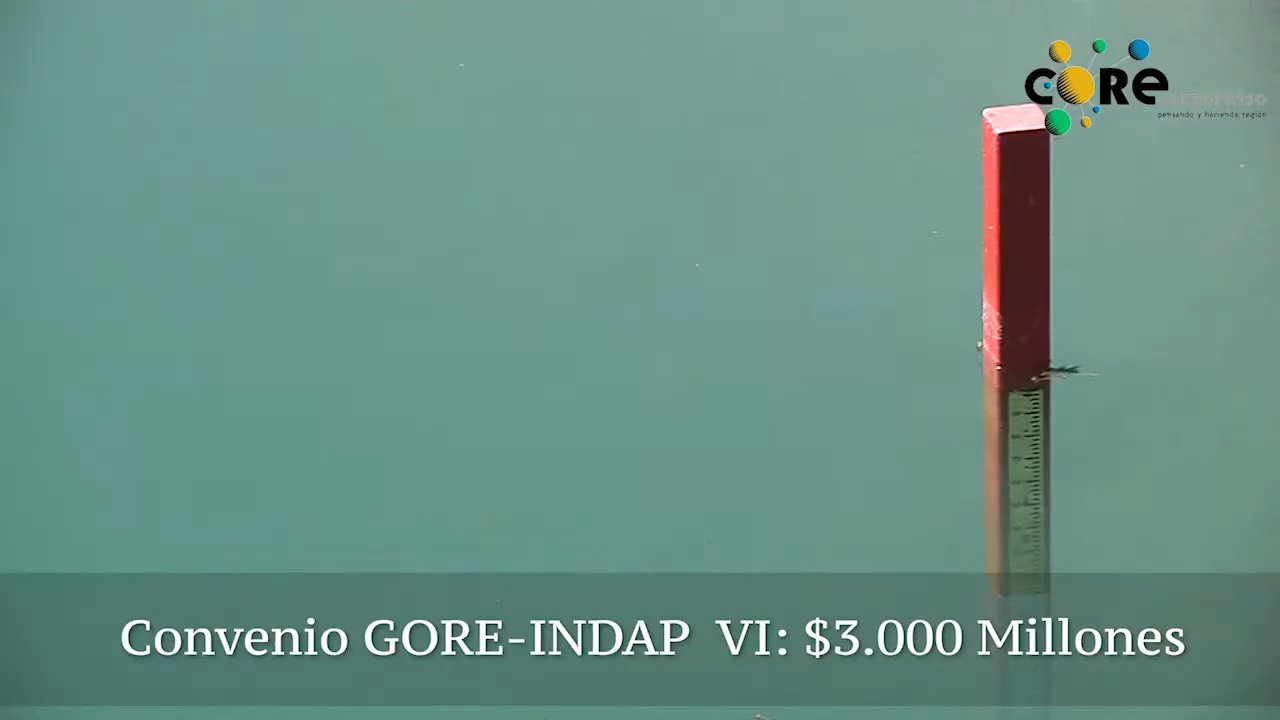 CORE
pensando y haciendo región
Convenio GORE-INDAP VI: $3.000 Millones